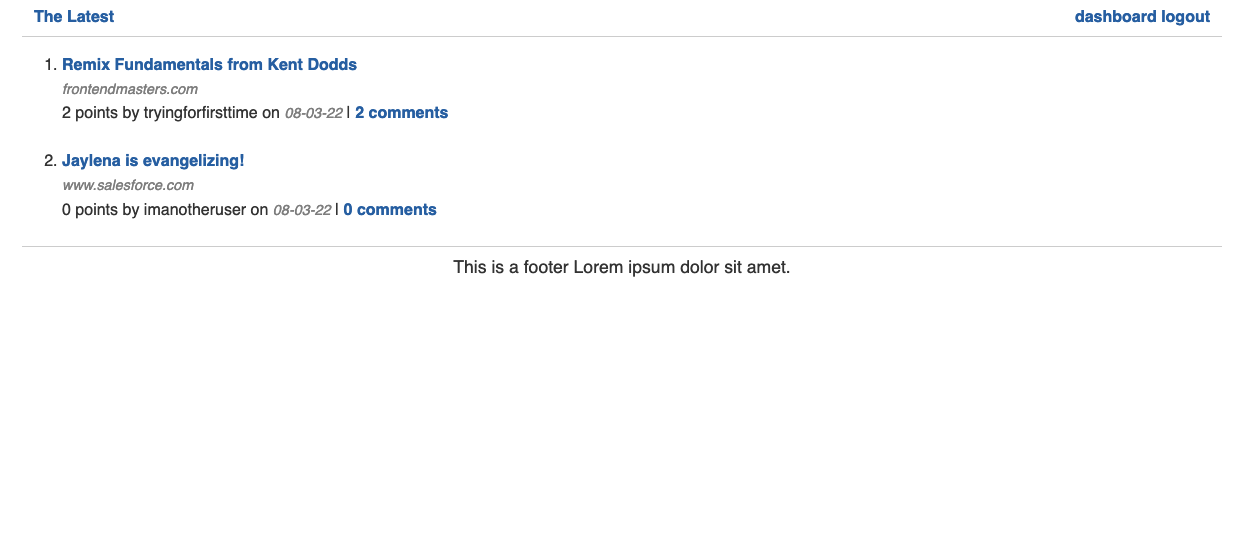 The Latest
dashboard logout
1. Remix Fundamentals from Kent Dodds
frontendmasters.com
2 points by tryingforfirsttime on 08-03-22 | 2 comments
2. Jaylena is evangelizing!
www.salesforce.com
0 points by imanotheruser on 08-03-22 | 0 comments
This is a footer Lorem ipsum dolor sit amet.